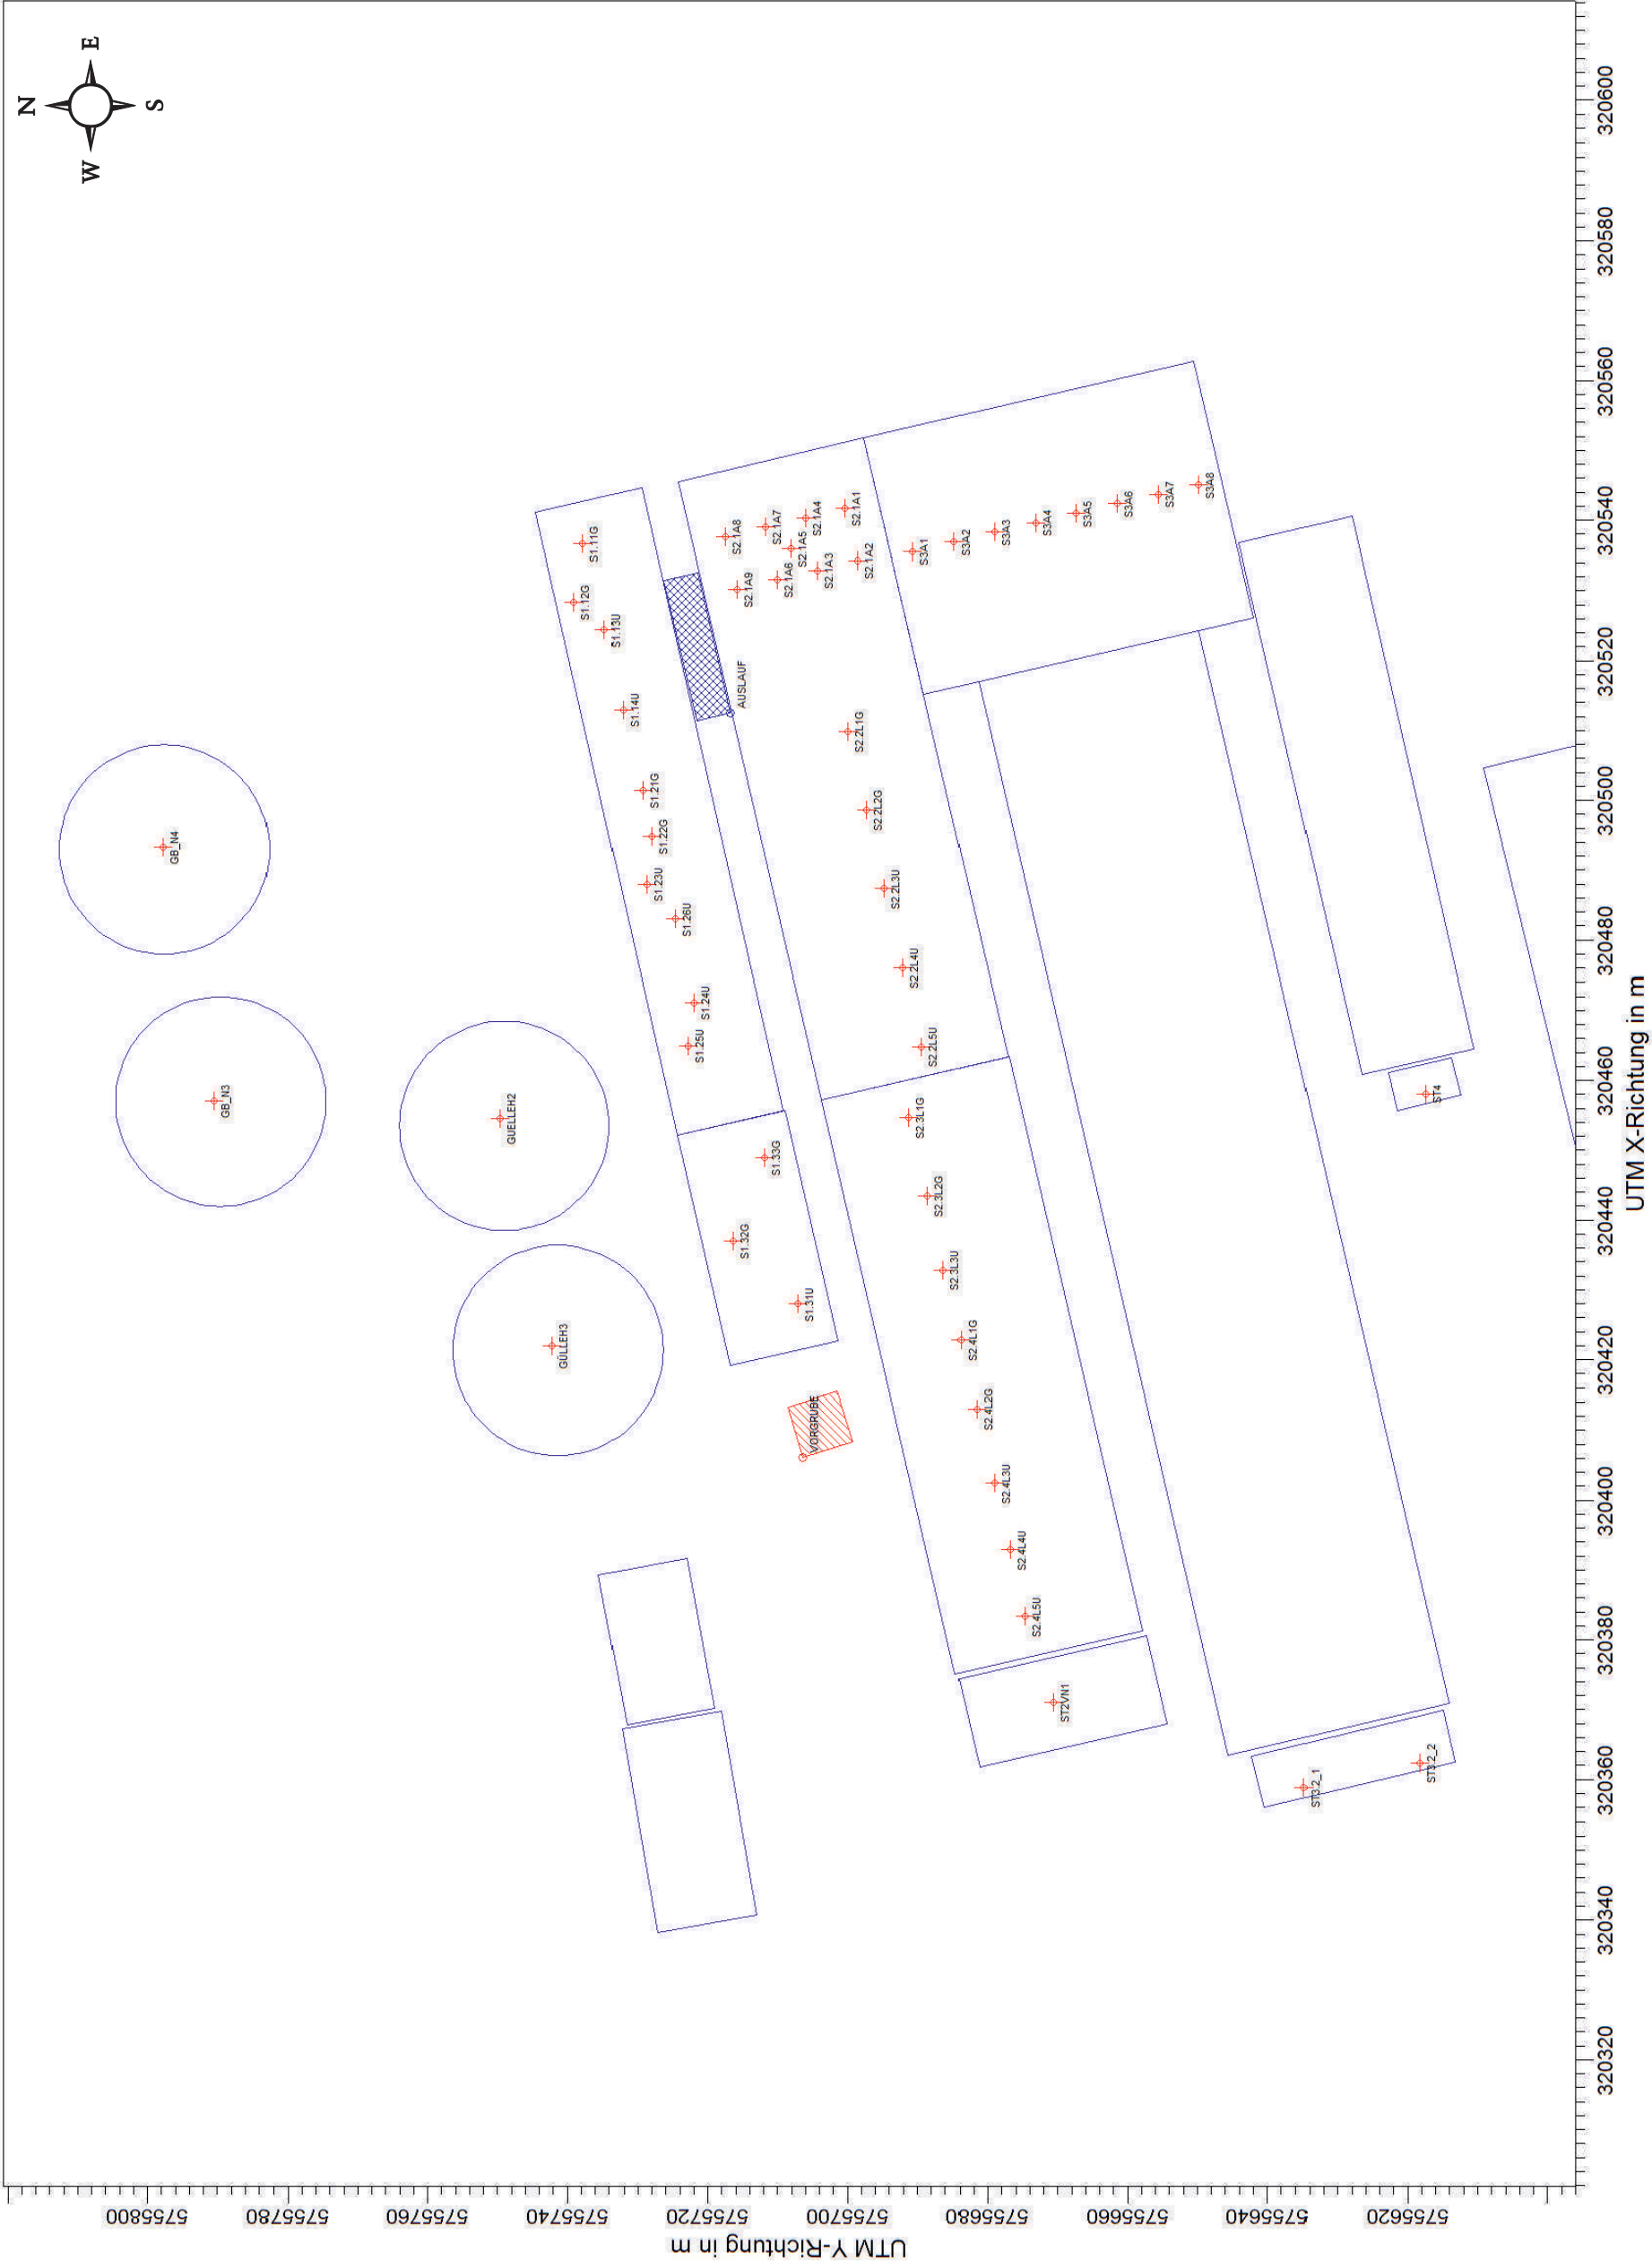 N
W
E
S
GB_N4
GB_N3
GUELLEH2
GÜLLEH3
S1.11G
S1.12G
S1.13U
S1.14U
S1.21G
S1.22G
S1.23U
S1.26U
S1.24U
S1.25U
S1.33G
S1.32G
S1.31U
VORGRUBE
AUSLAUF
S2.1A8
S2.1A7
S2.1A4
S2.1A1
S2.1A5
S2.1A9
S2.1A6
S2.1A3
S2.1A2
S2.2L1G
S2.2L2G
S2.2L3U
S2.2L4U
S2.2L5U
S2.3L1G
S2.3L2G
S2.3L3U
S2.4L1G
S2.4L2G
S2.4L3U
S2.4L4U
S2.4L5U
ST2VN1
S3A1
S3A2
S3A3
S3A4
S3A5
S3A6
S3A7
S3A8
ST4
ST3.2_1
ST3.2_2
320320
320340
320360
320380
320400
320420
320440
320460
320480
320500
320520
320540
320560
320580
320600
UTM X-Richtung in m
5755800
5755780
5755760
5755740
5755720
5755700
5755680
5755660
5755640
5755620
UTM Y-Richtung in m